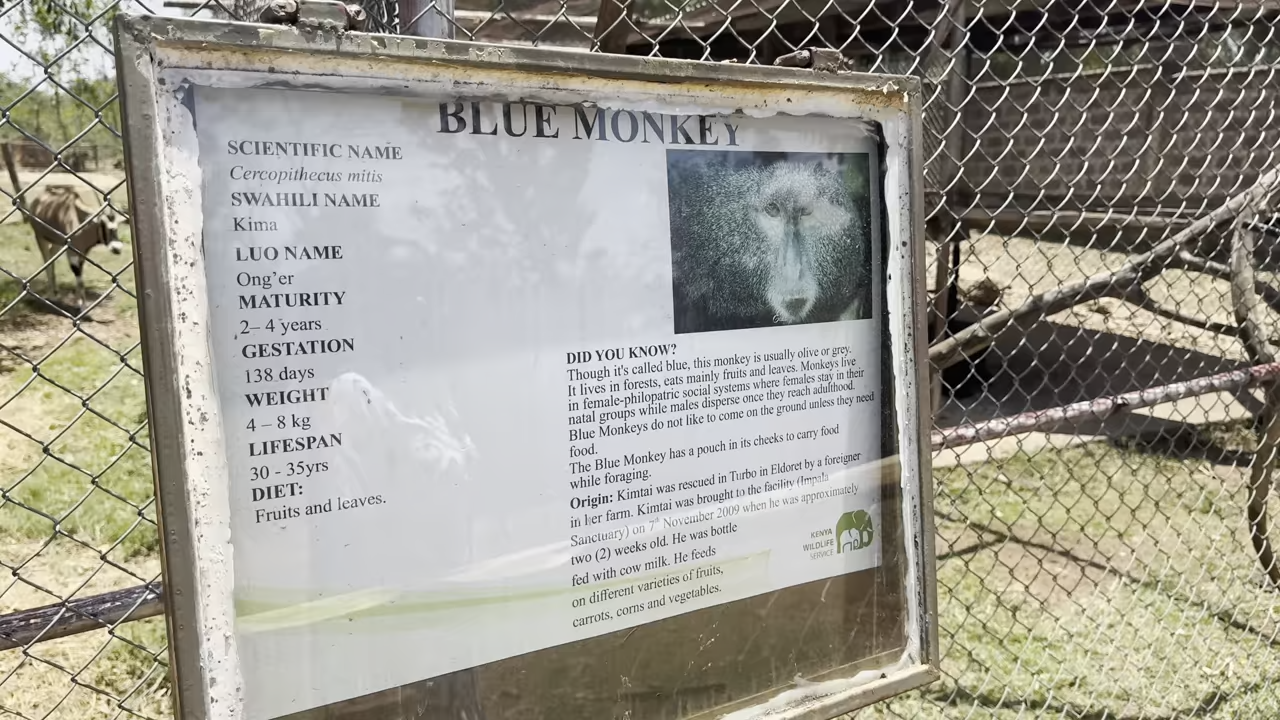 BLUE MONKEY
SCIENTIFIC NAME
Cercopithecus mitis
SWAHILI NAME
Kima
LUO NAME
Ong'er
MATURITY
2– 4 years
GESTATION
138 days
WEIGHT
4 – 8 kg
LIFESPAN
30 - 35yrs
DIET:
Fruits and leaves.
DID YOU KNOW?
Though it's called blue, this monkey is usually olive or grey.
It lives in forests, eats mainly fruits and leaves. Monkeys live
in female-philopatric social systems where females stay in their
natal groups while males disperse once they reach adulthood.
Blue Monkeys do not like to come on the ground unless they need
food.
The Blue Monkey has a pouch in its cheeks to carry food
while foraging.
Origin: Kimtai was rescued in Turbo in Eldoret by a foreigner
in her farm. Kimtai was brought to the facility (Impala
Sanctuary) on 7th November 2009 when he was approximately
two (2) weeks old. He was bottle
fed with cow milk. He feeds
on different varieties of fruits,
carrots, corns and vegetables.
KENYA
WILDLIFE
SERVICE